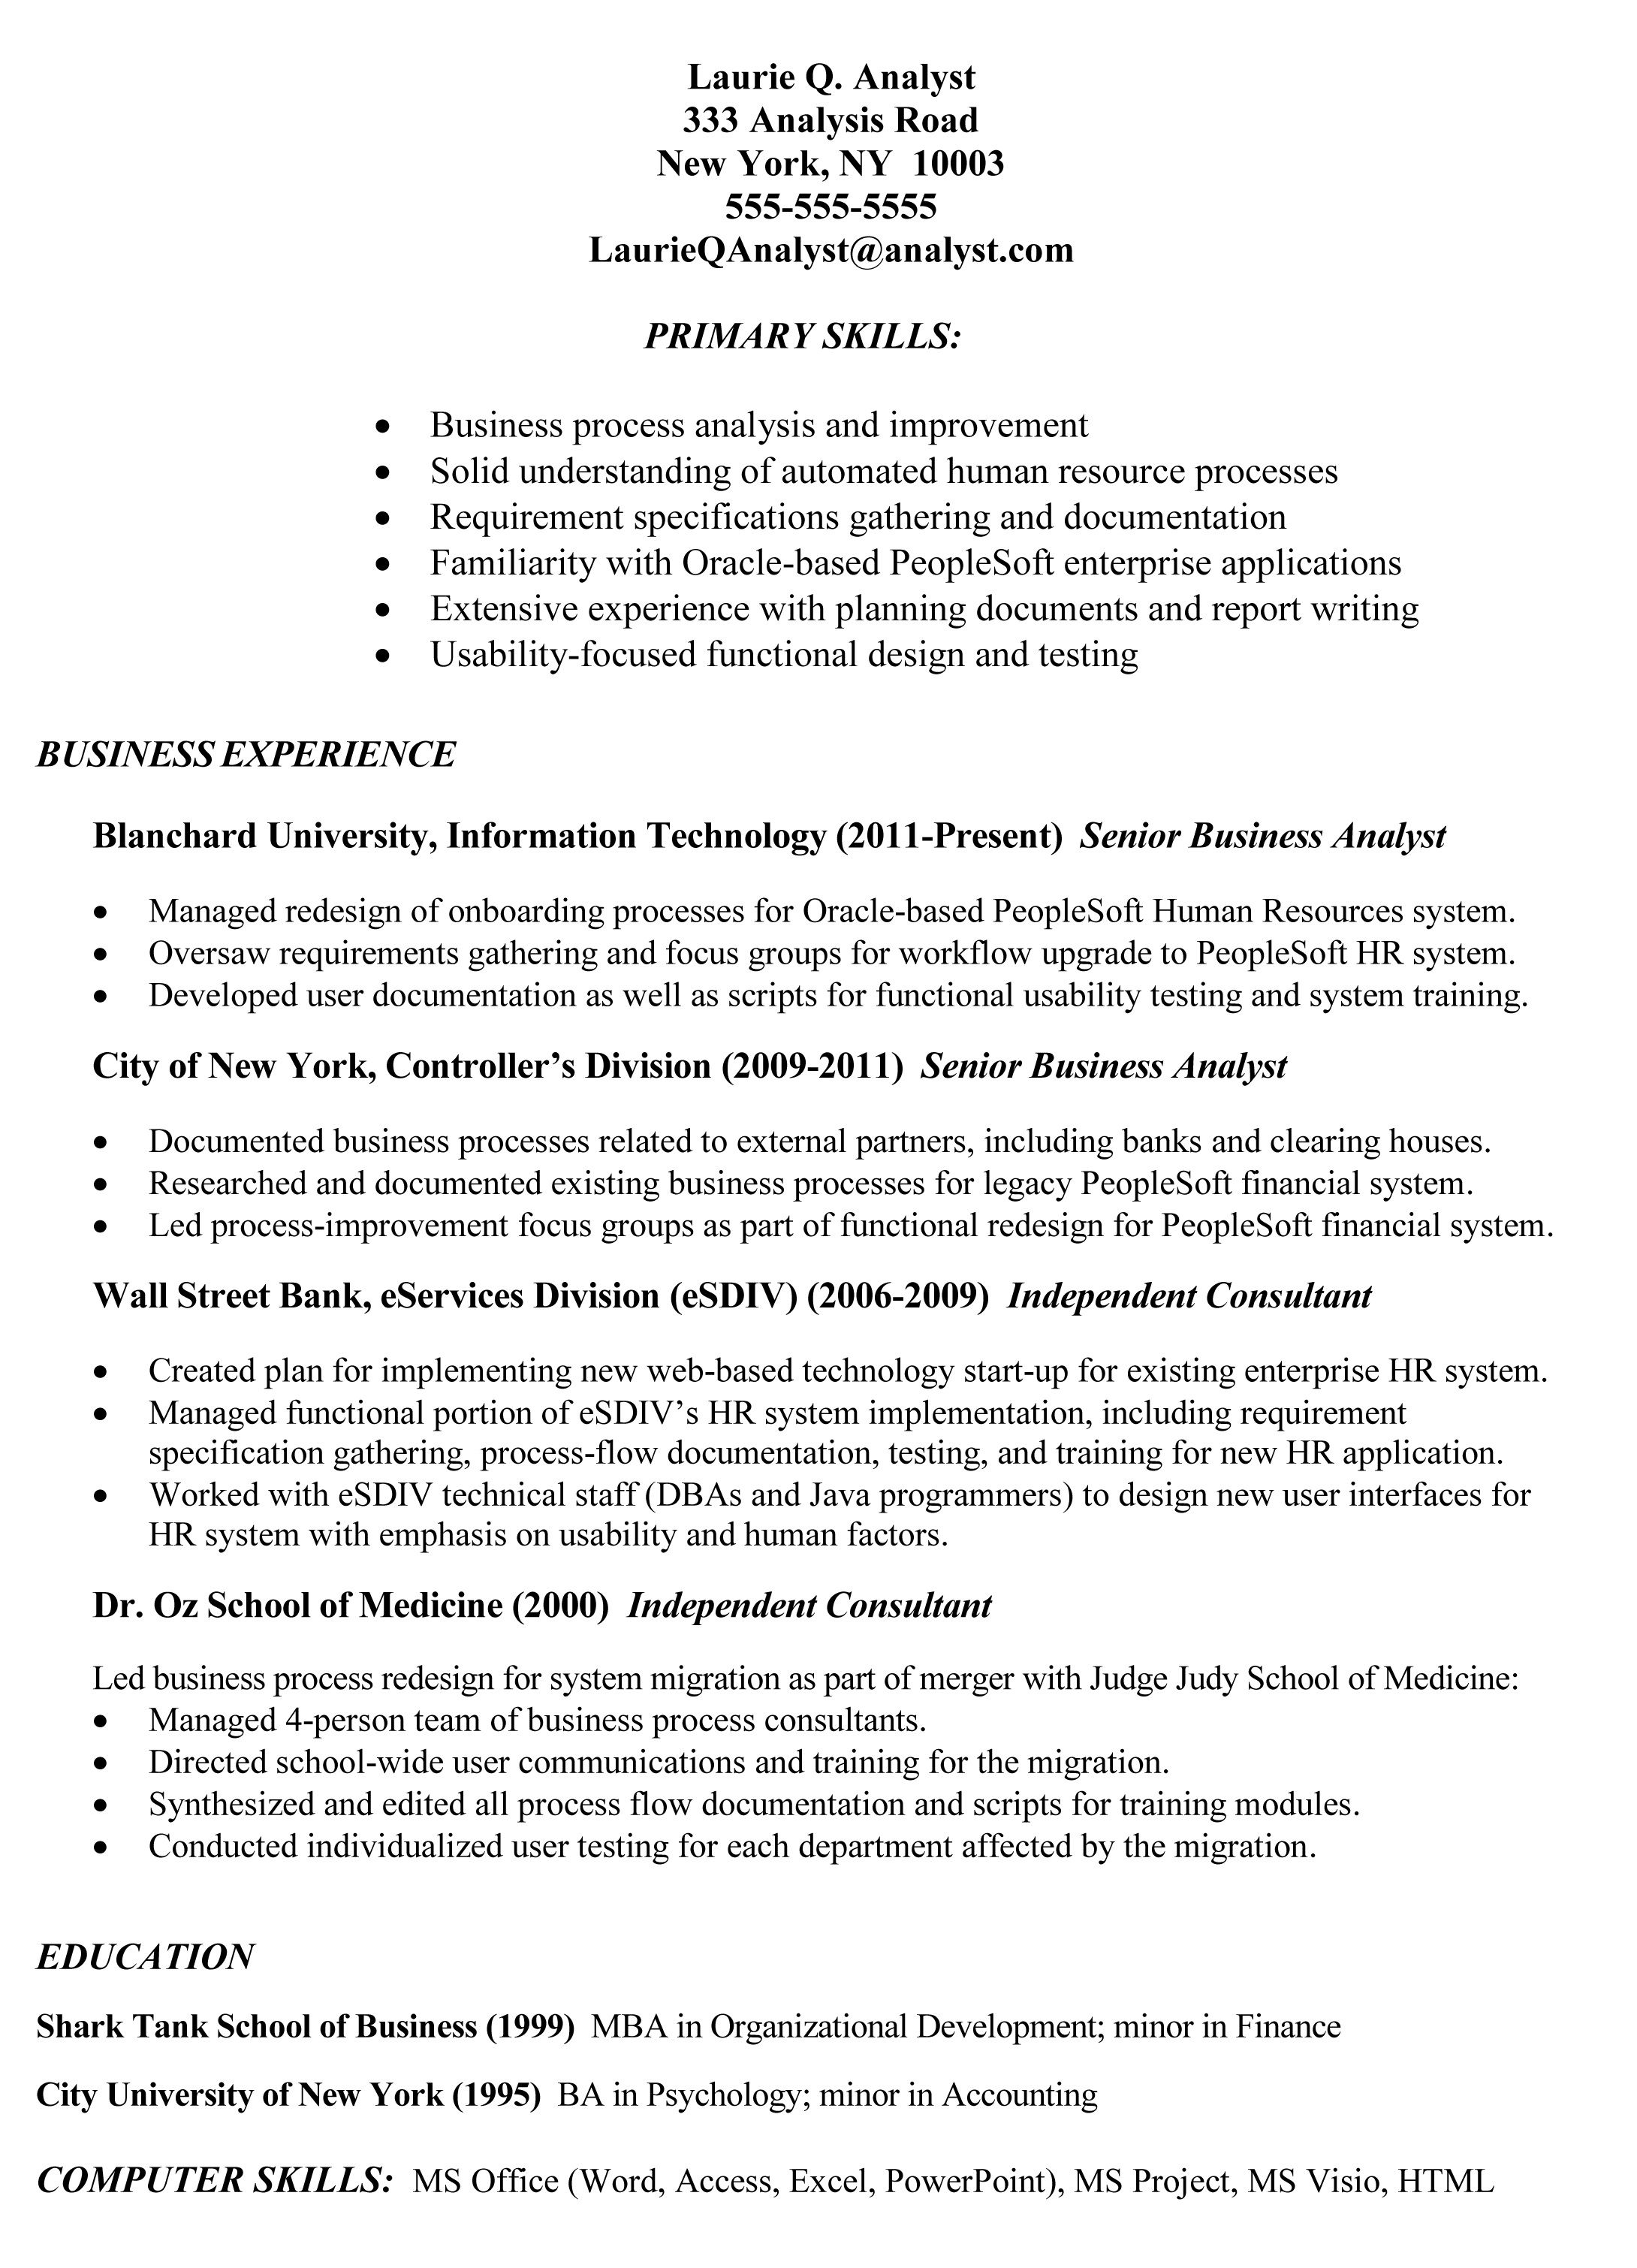 Laurie Q. Analyst
333 Analysis Road
New York, NY  10003
555-555-5555
LaurieQAnalyst@analyst.com
PRIMARY SKILLS:
• Business process analysis and improvement
• Solid understanding of automated human resource processes
• Requirement specifications gathering and documentation
• Familiarity with Oracle-based PeopleSoft enterprise applications
• Extensive experience with planning documents and report writing
• Usability-focused functional design and testing
BUSINESS EXPERIENCE
Blanchard University, Information Technology (2011-Present)  Senior Business Analyst
• Managed redesign of onboarding processes for Oracle-based PeopleSoft Human Resources system.
• Oversaw requirements gathering and focus groups for workflow upgrade to PeopleSoft HR system.
• Developed user documentation as well as scripts for functional usability testing and system training.
City of New York, Controller’s Division (2009-2011)  Senior Business Analyst
• Documented business processes related to external partners, including banks and clearing houses.
• Researched and documented existing business processes for legacy PeopleSoft financial system.
• Led process-improvement focus groups as part of functional redesign for PeopleSoft financial system.
Wall Street Bank, eServices Division (eSDIV) (2006-2009)  Independent Consultant
• Created plan for implementing new web-based technology start-up for existing enterprise HR system.
• Managed functional portion of eSDIV’s HR system implementation, including requirement
specification gathering, process-flow documentation, testing, and training for new HR application.
• Worked with eSDIV technical staff (DBAs and Java programmers) to design new user interfaces for
HR system with emphasis on usability and human factors.
Dr. Oz School of Medicine (2000)  Independent Consultant
Led business process redesign for system migration as part of merger with Judge Judy School of Medicine:
• Managed 4-person team of business process consultants.
• Directed school-wide user communications and training for the migration.
• Synthesized and edited all process flow documentation and scripts for training modules.
• Conducted individualized user testing for each department affected by the migration.
EDUCATION
Shark Tank School of Business (1999)  MBA in Organizational Development; minor in Finance
City University of New York (1995)  BA in Psychology; minor in Accounting
COMPUTER SKILLS:  MS Office (Word, Access, Excel, PowerPoint), MS Project, MS Visio, HTML